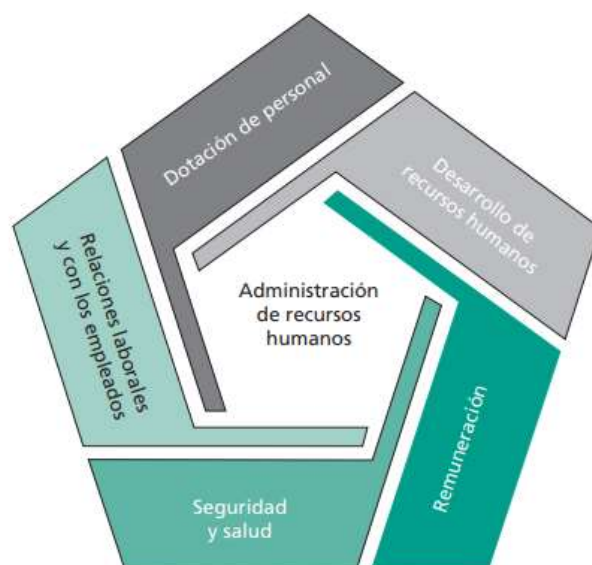 Dotación de personal
Desarrollo de
recursos humanos
Relaciones laborales
y con los empleados
Administración
de recursos
humanos
Remuneración
Seguridad
y salud